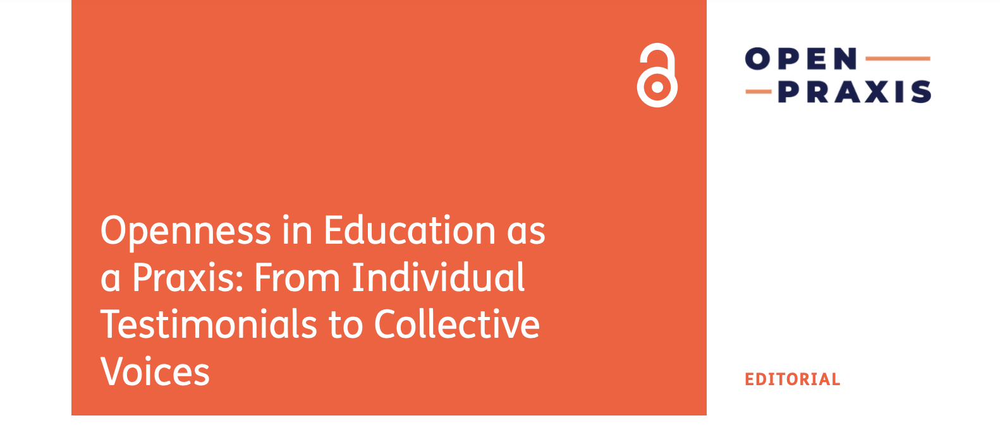 OPEN
PRAXIS
Openness in Education as
a Praxis: From Individual
Testimonials to Collective
Voices
EDITORIAL